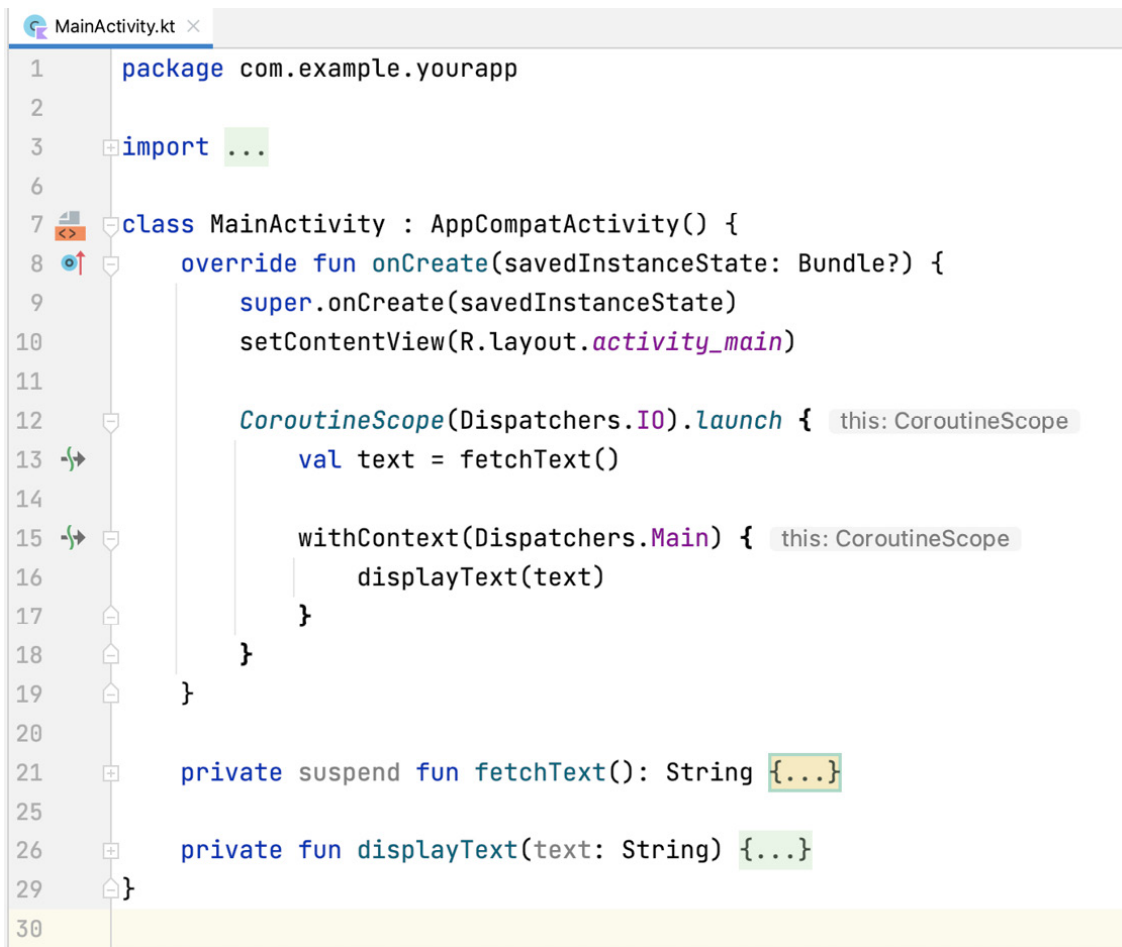 MainActivity.kt
1 package com.example.yourapp
2
3 import ...
6
7 class MainActivity : AppCompatActivity() {
8 override fun onCreate(savedInstanceState: Bundle?) {
9 super.onCreate(savedInstanceState)
10 setContentView(R.layout.activity_main)
11
12 CoroutineScope(Dispatchers.IO).launch { this: CoroutineScope
13 val text = fetchText()
14
15 withContext(Dispatchers.Main) { this: CoroutineScope
16 displayText(text)
17 }
18 }
19 }
20
21 private suspend fun fetchText(): String {...}
25
26 private fun displayText(text: String) {...}
29 }
30